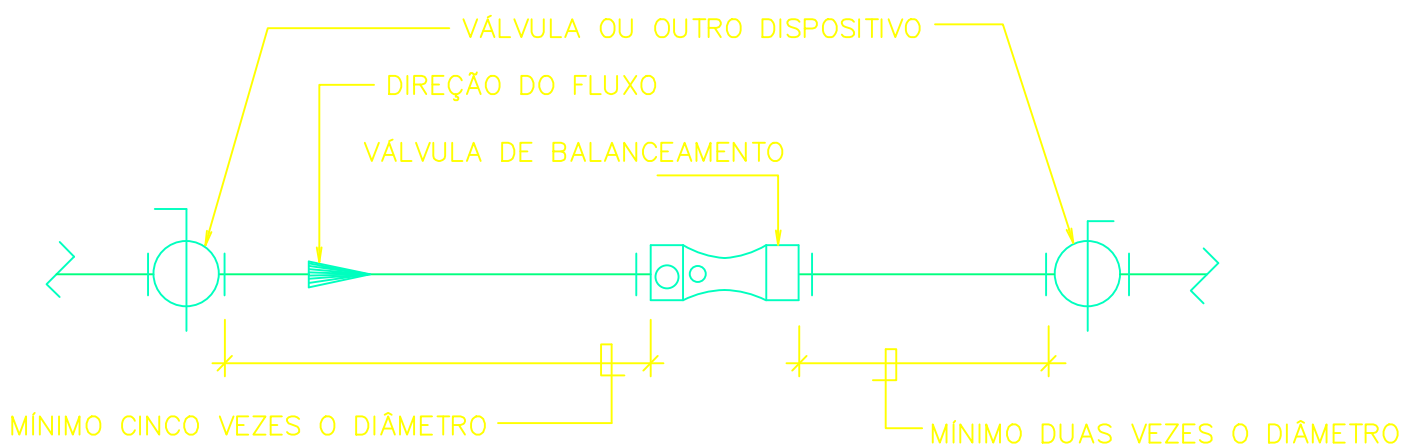 VÁLVULA OU OUTRO DISPOSITIVO
DIREÇÃO DO FLUXO
VÁLVULA DE BALANCEAMENTO
MÍNIMO CINCO VEZES O DIÂMETRO
MÍNIMO DUAS VEZES O DIÂMETRO